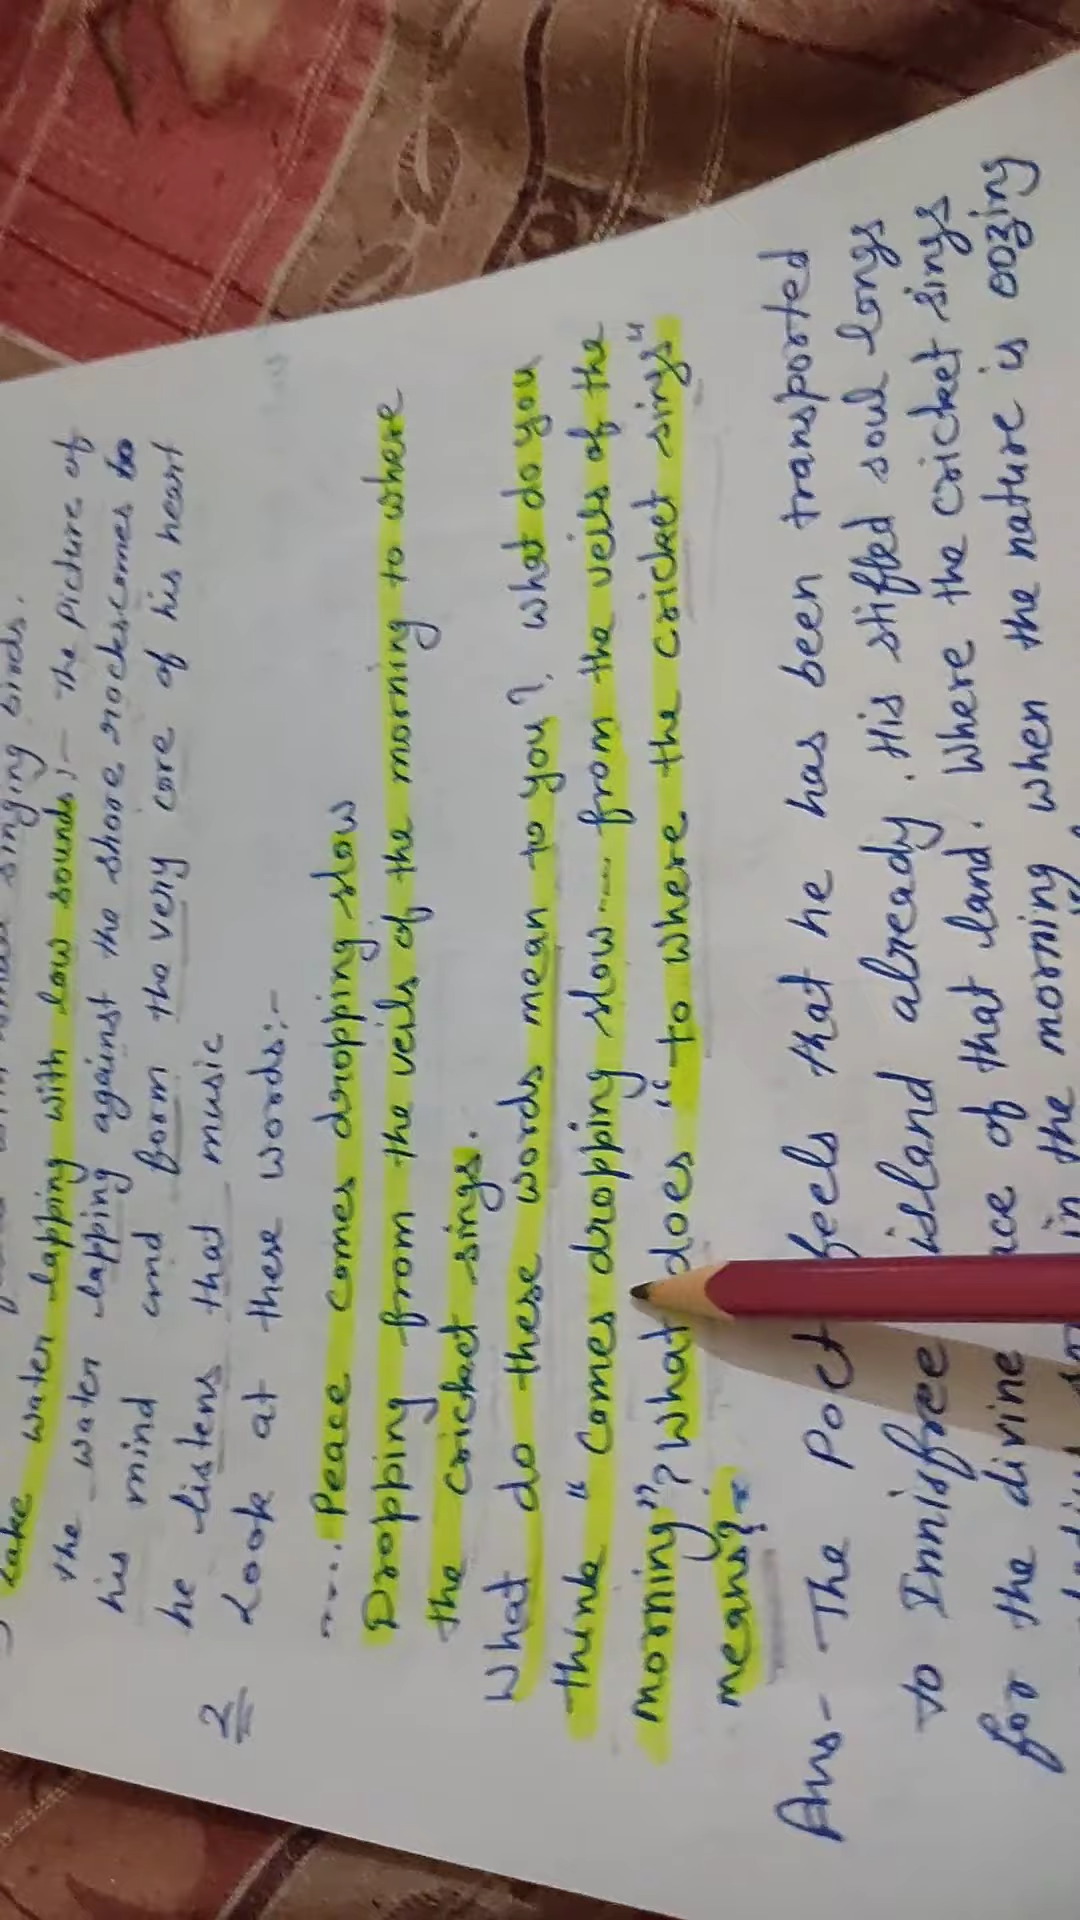 singing birds.
Lake water lapping with low sounds:- The picture of
the water lapping against the shore rocks comes to
his mind and form the very core of his heart
he listens that music
2 Look at these words:-
.... Peace comes dropping slow
Dropping from the veils of the morning to where
the cricket sings.
What do these words mean to you? What do you
think "comes dropping slow.... from the veils of the
morning"? What does "to where the cricket sings"
means?-
Ans- The Poet feels that he has been transported
to Innisfree island already. His stifled soul longs
for the divine of that land. Where the cricket sings
in the morning when the nature is oozing